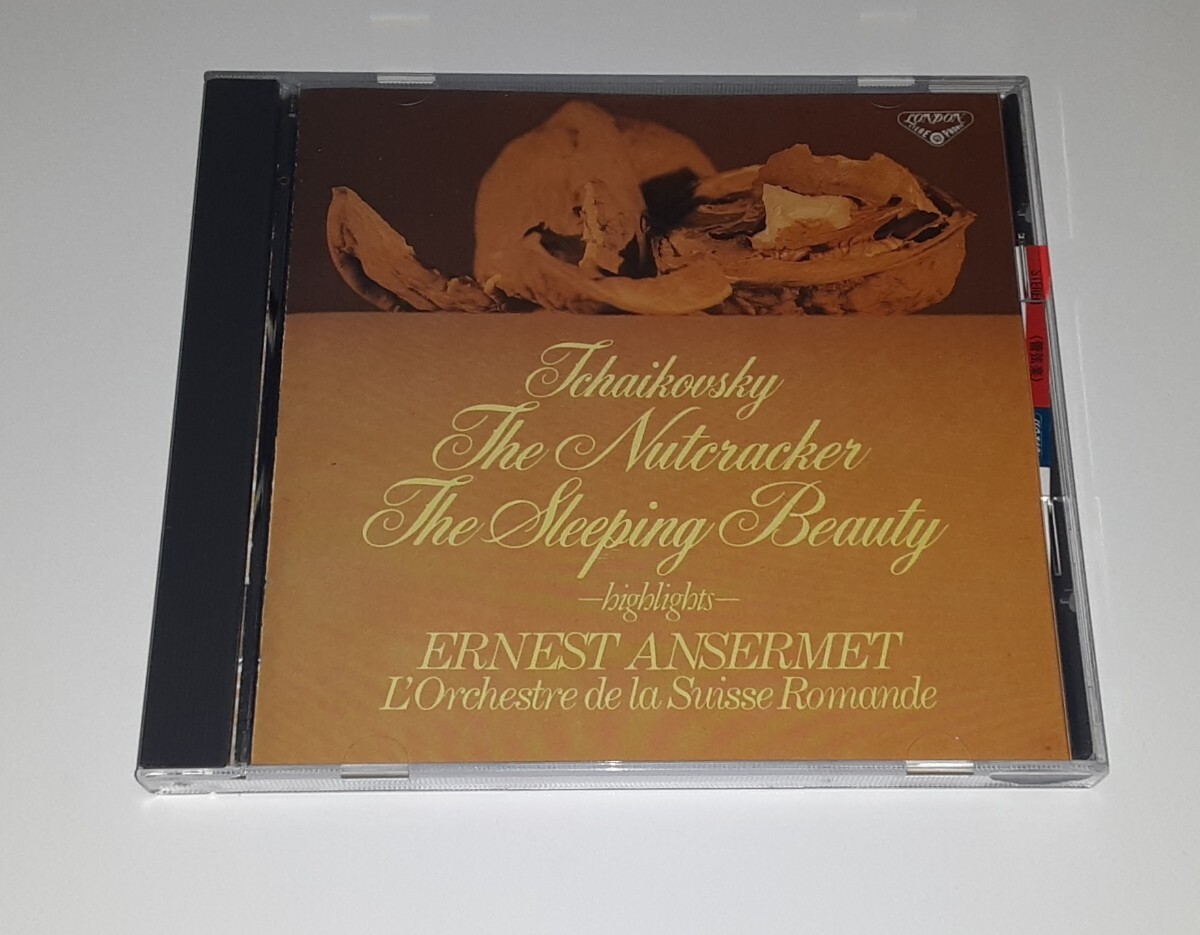 LONDON
Tchaikovsky
The Nutcracker
The Sleeping Beauty
—highlights—
ERNEST ANSERMET
L'Orchestre de la Suisse Romande